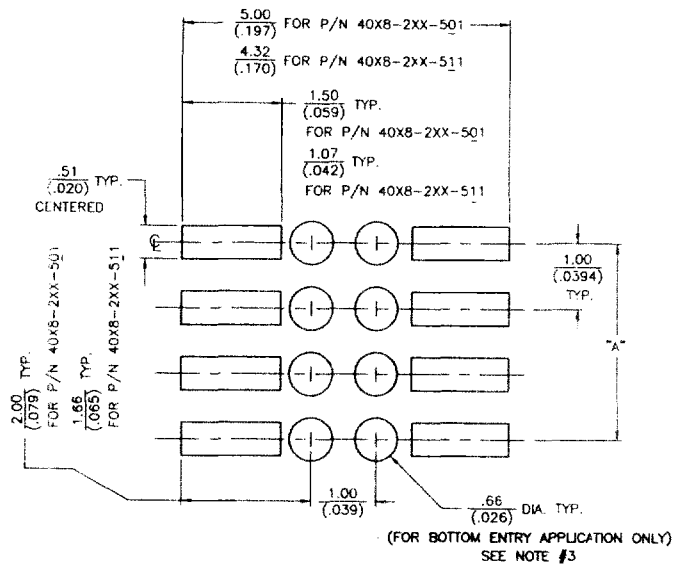 5.00
(.197) FOR P/N 40X8-2XX-501
4.32
(.170) FOR P/N 40X8-2XX-511
1.50
(.059) TYP.
FOR P/N 40X8-2XX-501
1.07
(.042) TYP.
FOR P/N 40X8-2XX-511
.51
(.020) TYP.
CENTERED
℄
1.00
(.0394)
TYP.
"A"
2.00
(.079) TYP.
FOR P/N 40X8-2XX-501
1.66
(.065) TYP.
FOR P/N 40X8-2XX-511
1.00
(.039)
.66
(.026) DIA. TYP.
(FOR BOTTOM ENTRY APPLICATION ONLY)
SEE NOTE #3